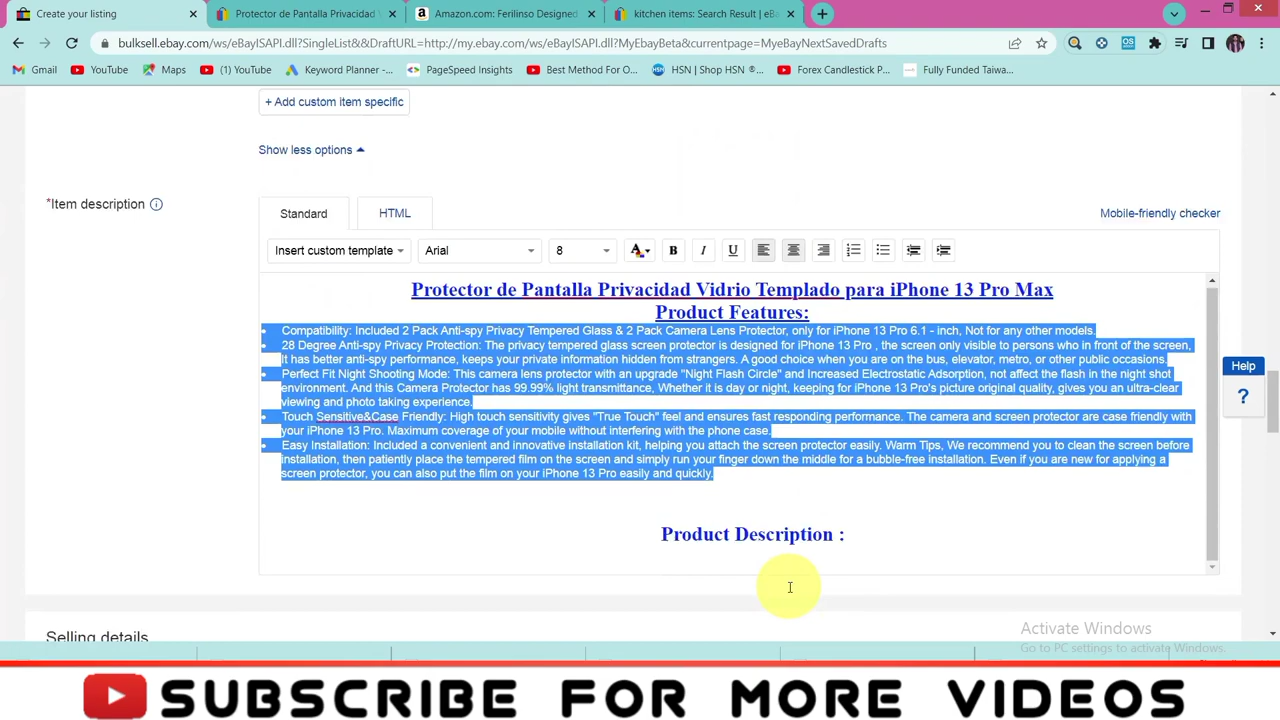 Create your listing
Protector de Pantalla Privacidad V
Amazon.com: Ferilinso Designed
kitchen items: Search Result | eBa
bulksell.ebay.com/ws/eBayISAPI.dll?SingleList&&DraftURL=http://my.ebay.com/ws/eBayISAPI.dll?MyEbayBeta&currentpage=MyeBayNextSavedDrafts
Gmail
YouTube
Maps
(1) YouTube
Keyword Planner -...
PageSpeed Insights
Best Method For O...
HSN | Shop HSN ®...
Forex Candlestick P...
Fully Funded Taiwa...
+ Add custom item specific
Show less options
*Item description
Standard
HTML
Mobile-friendly checker
Insert custom template
Arial
8
A
B
I
U
Protector de Pantalla Privacidad Vidrio Templado para iPhone 13 Pro Max
Product Features:
Compatibility: Included 2 Pack Anti-spy Privacy Tempered Glass & 2 Pack Camera Lens Protector, only for iPhone 13 Pro 6.1 - inch, Not for any other models.
28 Degree Anti-spy Privacy Protection: The privacy tempered glass screen protector is designed for iPhone 13 Pro , the screen only visible to persons who in front of the screen,
It has better anti-spy performance, keeps your private information hidden from strangers. A good choice when you are on the bus, elevator, metro, or other public occasions.
Perfect Fit Night Shooting Mode: This camera lens protector with an upgrade "Night Flash Circle" and Increased Electrostatic Adsorption, not affect the flash in the night shot
environment. And this Camera Protector has 99.99% light transmittance, Whether it is day or night, keeping for iPhone 13 Pro's picture original quality, gives you an ultra-clear
viewing and photo taking experience.
Touch Sensitive&Case Friendly: High touch sensitivity gives "True Touch" feel and ensures fast responding performance. The camera and screen protector are case friendly with
your iPhone 13 Pro. Maximum coverage of your mobile without interfering with the phone case.
Easy Installation: Included a convenient and innovative installation kit, helping you attach the screen protector easily. Warm Tips, We recommend you to clean the screen before
installation, then patiently place the tempered film on the screen and simply run your finger down the middle for a bubble-free installation. Even if you are new for applying a
screen protector, you can also put the film on your iPhone 13 Pro easily and quickly.
Product Description :
Help
?
Selling details
Activate Windows
Go to PC settings to activate Windows.
SUBSCRIBE FOR MORE VIDEOS